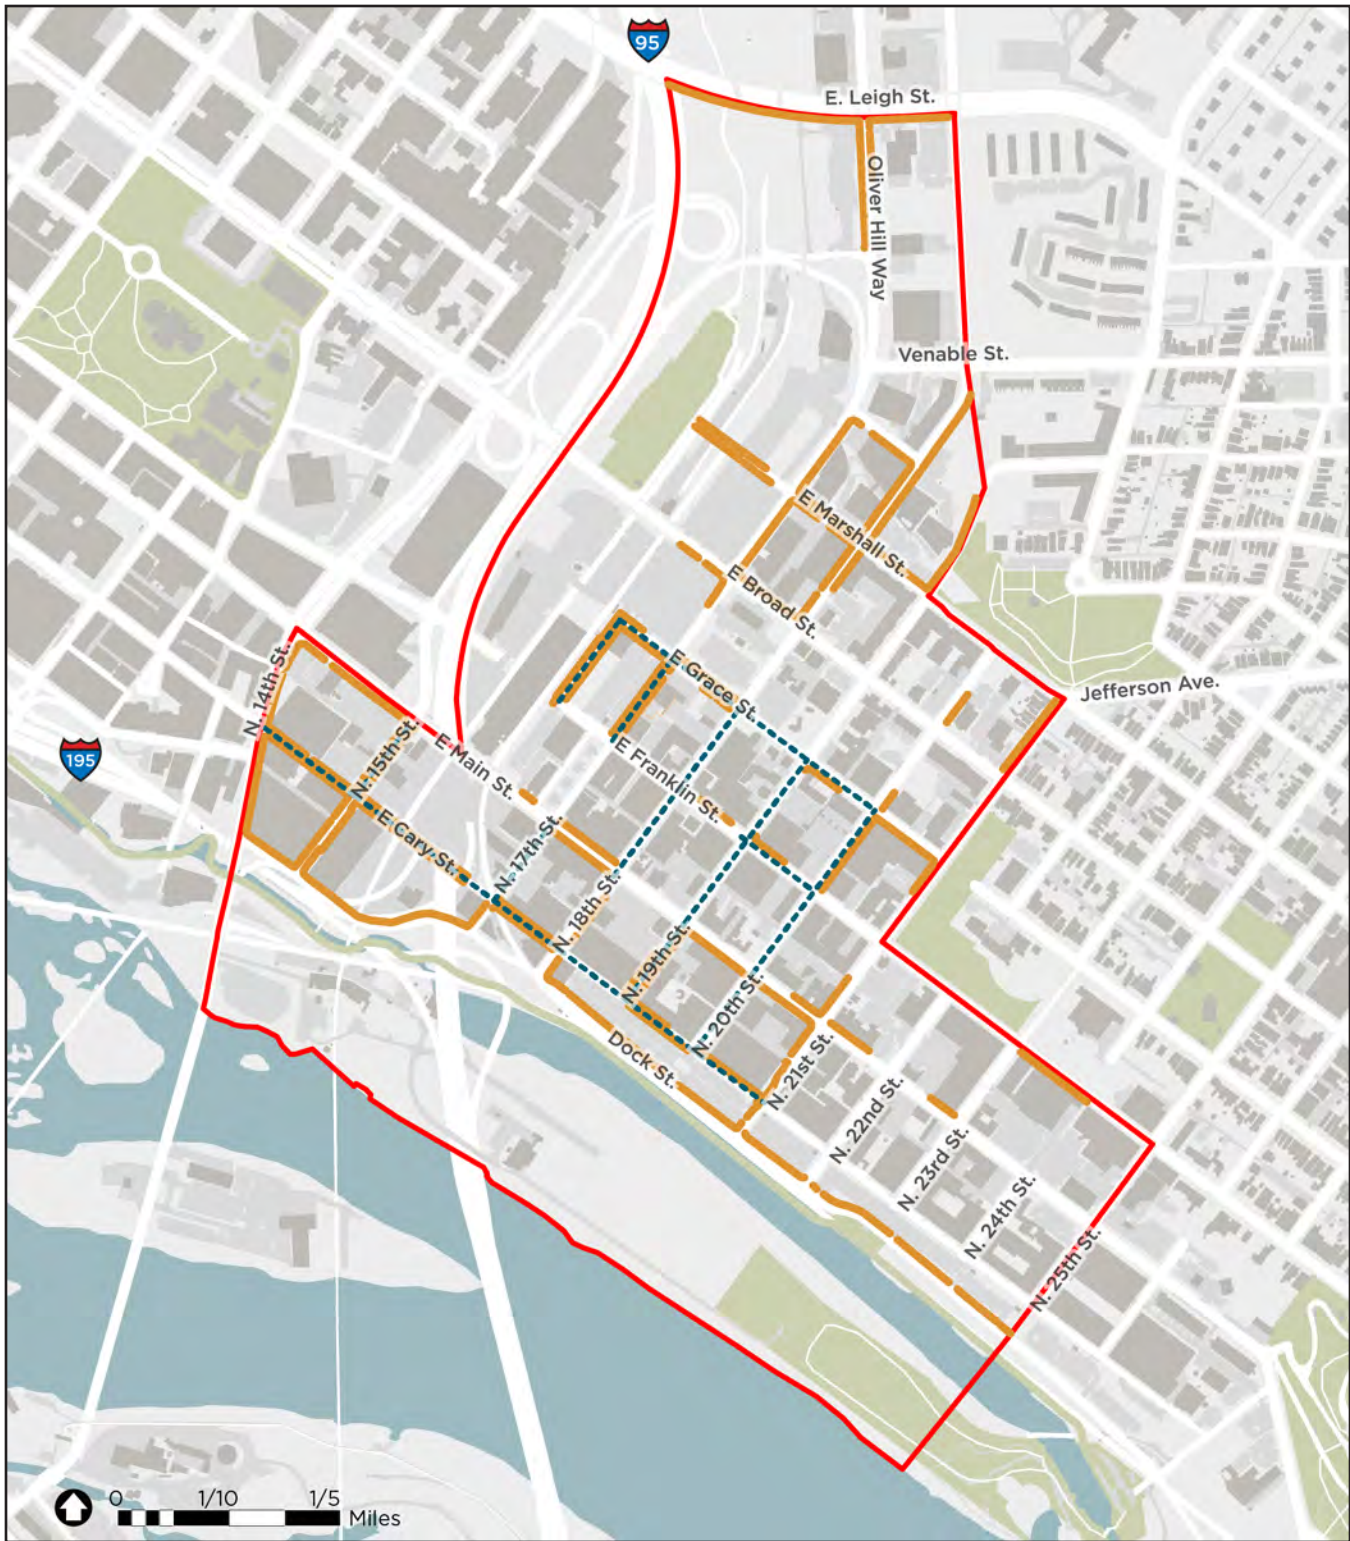 95
E. Leigh St.
Oliver Hill Way
Venable St.
E Marshall St.
E Broad St.
Jefferson Ave.
E Grace St.
N. 14th St.
N. 15th St.
E Main St.
E Franklin St.
195
E Cary St.
N. 17th St.
N. 18th St.
N. 19th St.
N. 20th St.
Dock St.
N. 21st St.
N. 22nd St.
N. 23rd St.
N. 24th St.
N. 25th St.
0 1/10 1/5
Miles